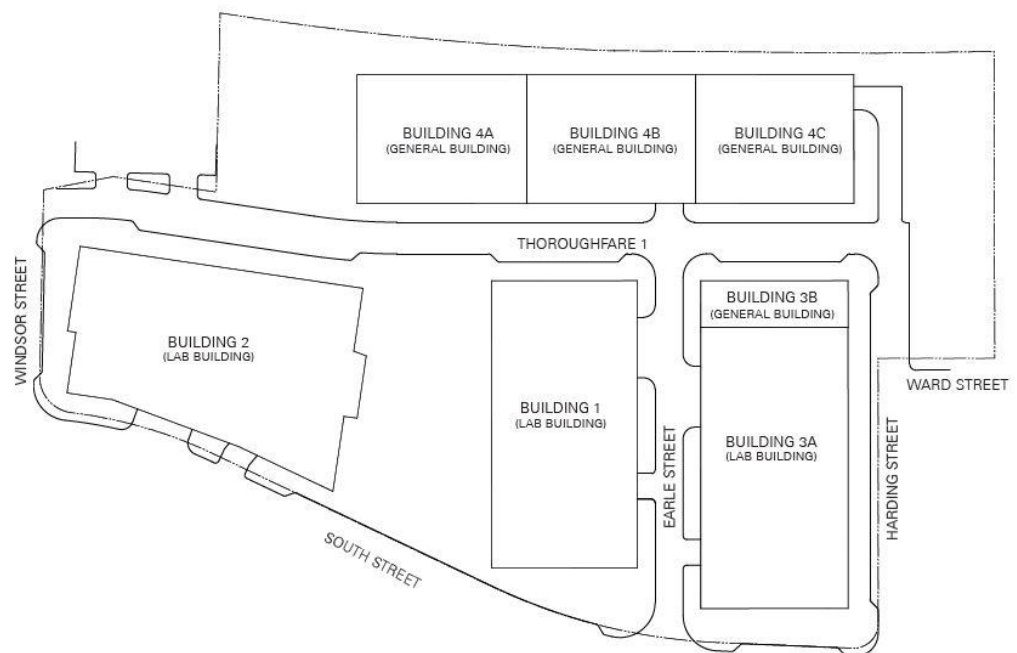 BUILDING 4A
(GENERAL BUILDING)
BUILDING 4B
(GENERAL BUILDING)
BUILDING 4C
(GENERAL BUILDING)
THOROUGHFARE 1
WINDSOR STREET
BUILDING 2
(LAB BUILDING)
BUILDING 3B
(GENERAL BUILDING)
BUILDING 1
(LAB BUILDING)
WARD STREET
BUILDING 3A
(LAB BUILDING)
EARLE STREET
HARDING STREET
SOUTH STREET